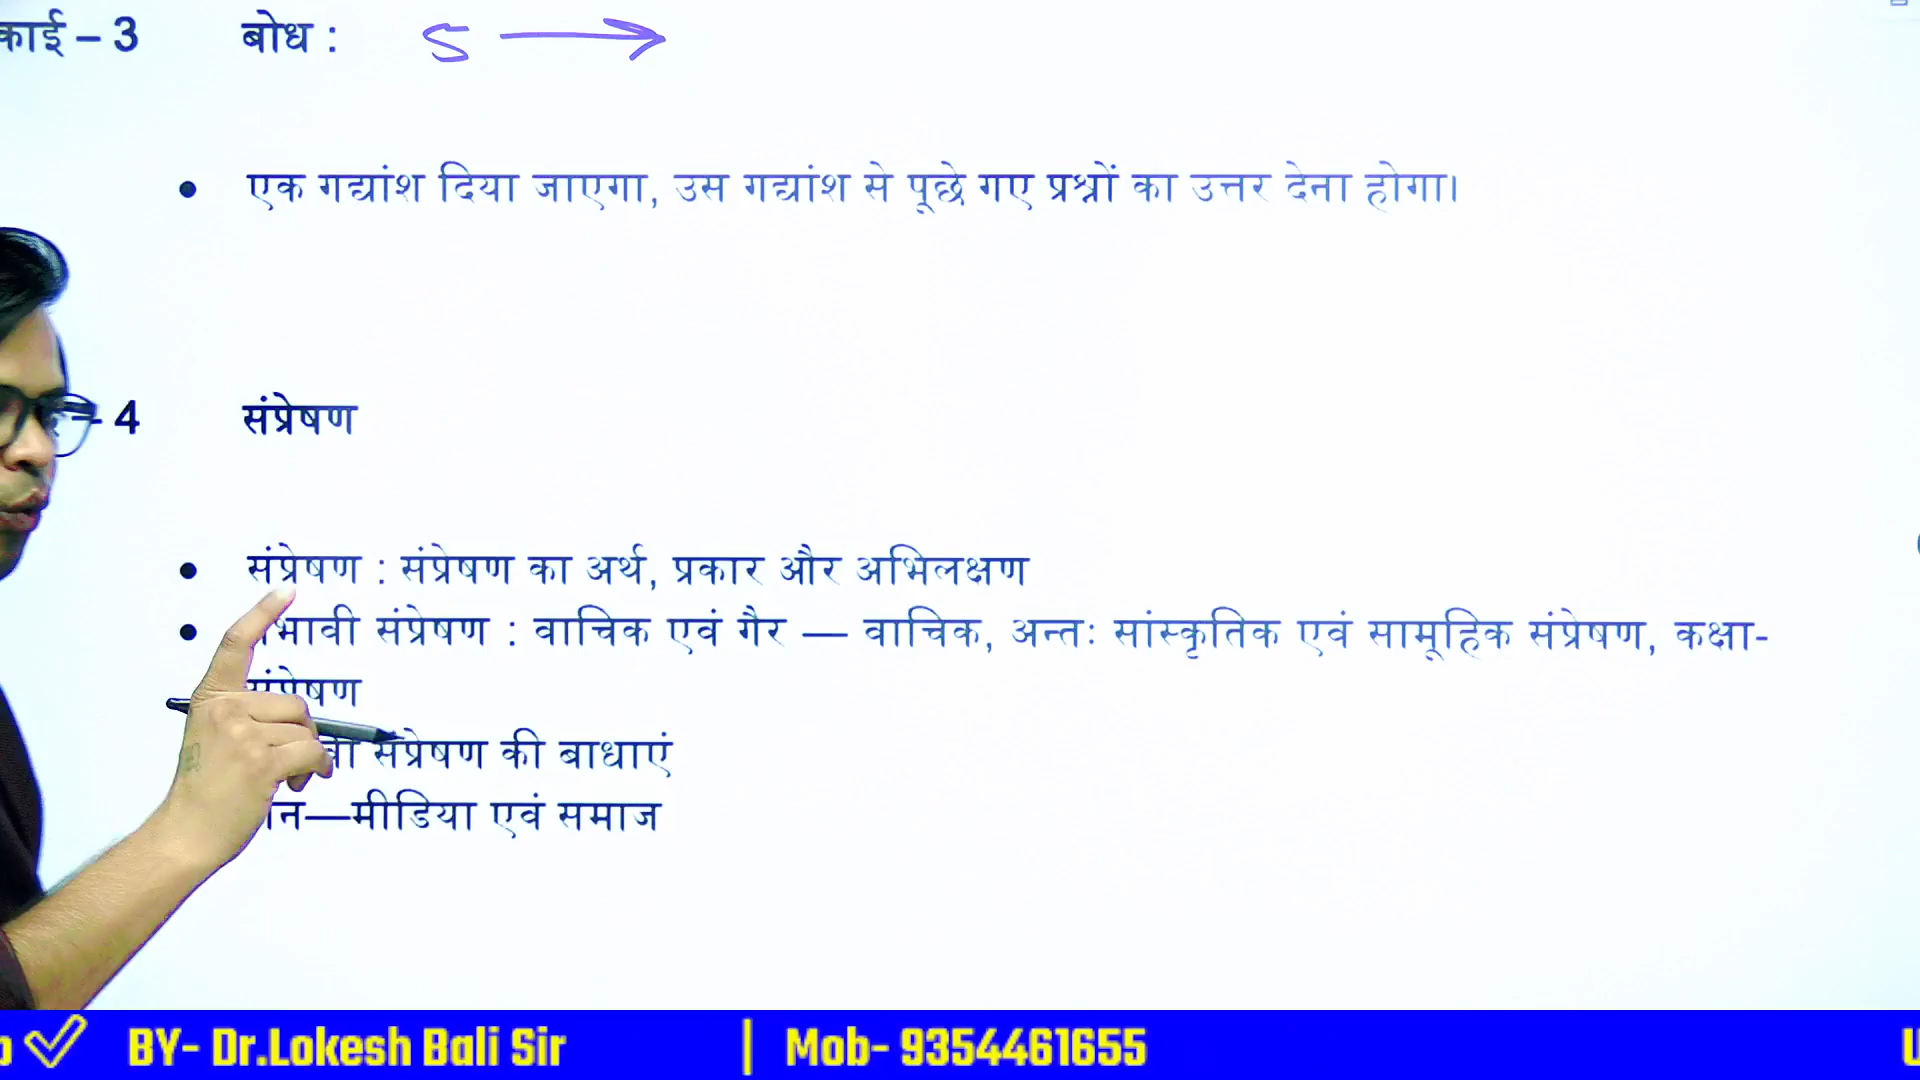 – 3 बोध : 5
• एक गद्यांश दिया जाएगा, उस गद्यांश से पूछे गए प्रश्नों का उत्तर देना होगा।
– 4 संप्रेषण
• संप्रेषण : संप्रेषण का अर्थ, प्रकार और अभिलक्षण
• संप्रेषण : वाचिक एवं गैर — वाचिक, अन्तः सांस्कृतिक एवं सामूहिक संप्रेषण, कक्षा-
संप्रेषण
संप्रेषण की बाधाएं
—मीडिया एवं समाज
BY- Dr.Lokesh Bali Sir | Mob- 9354461655